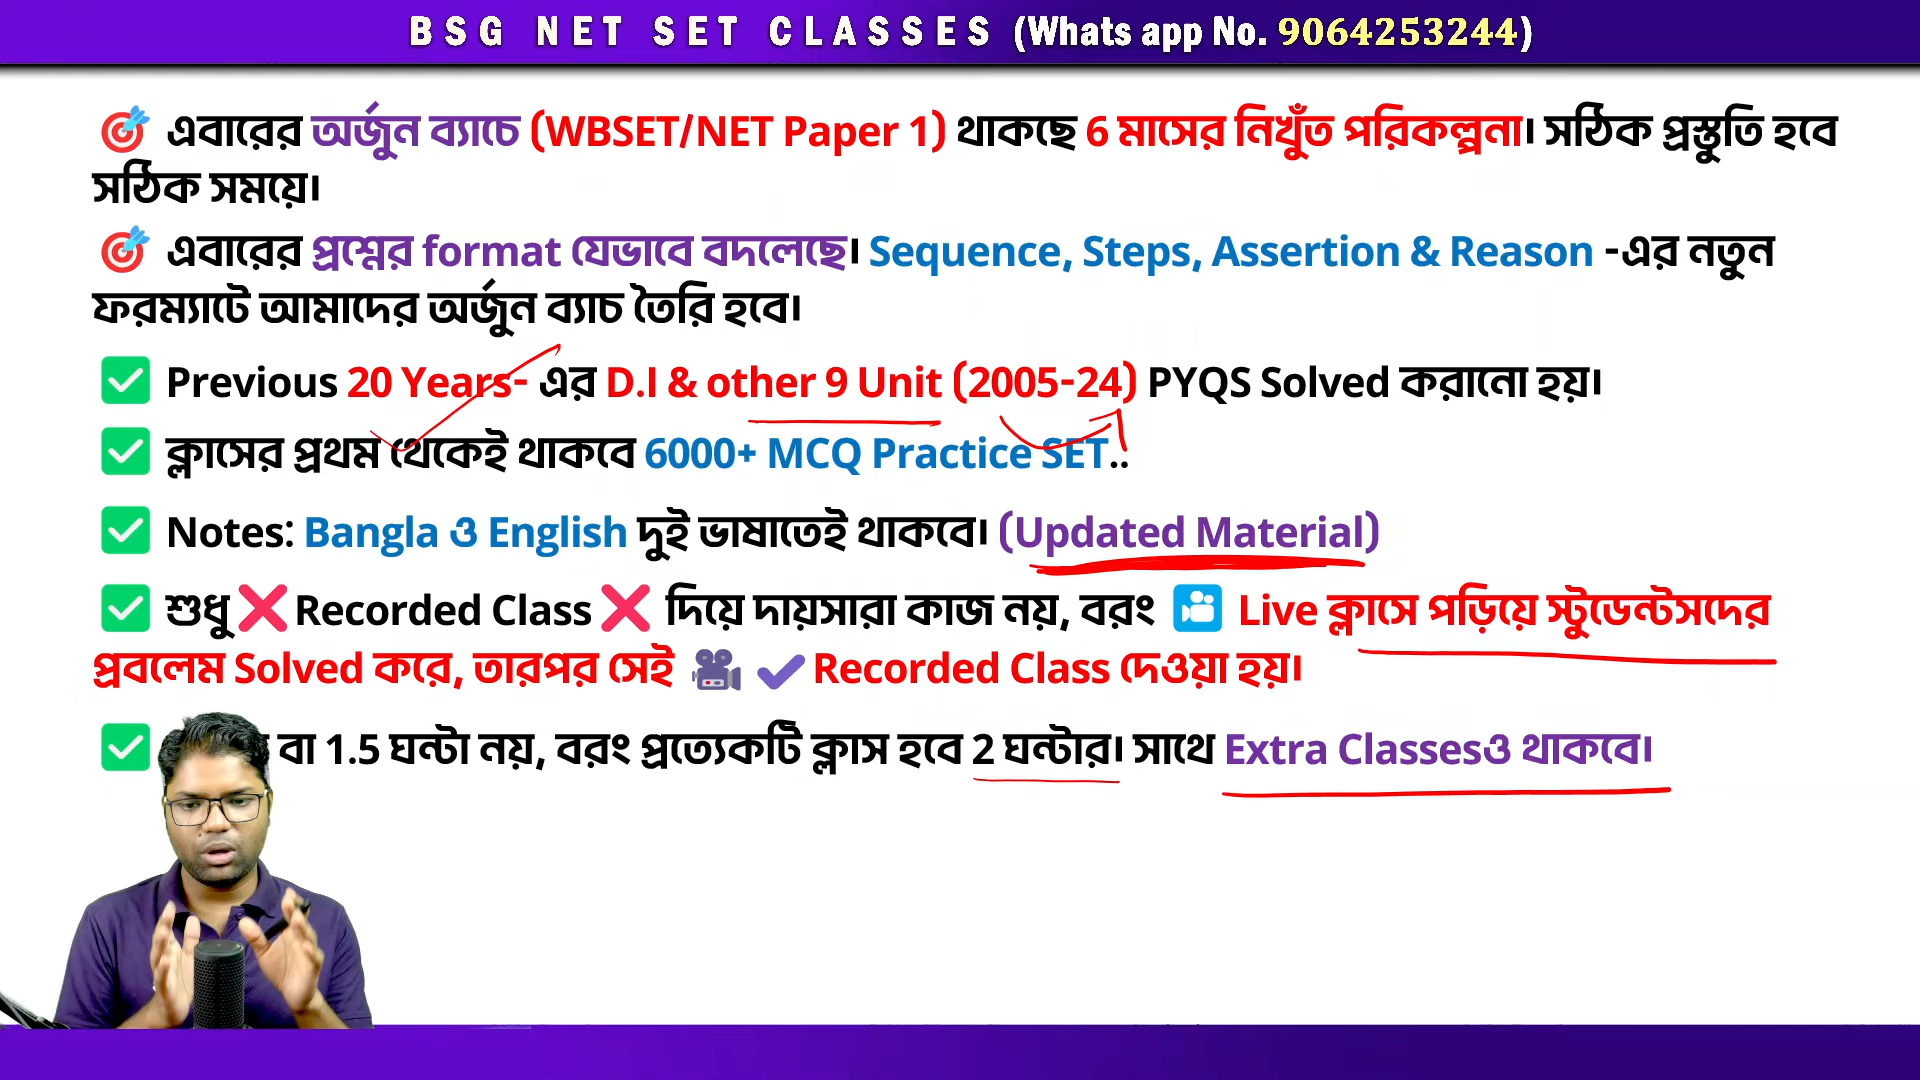 BSG NET SET CLASSES (Whats app No. 9064253244)
🎯 এবারের অর্জুন ব্যাচে (WBSET/NET Paper 1) থাকছে 6 মাসের নিখুঁত পরিকল্পনা। সঠিক প্রস্তুতি হবে
সঠিক সময়ে।
🎯 এবারের প্রশ্নের format যেভাবে বদলেছে। Sequence, Steps, Assertion & Reason -এর নতুন
ফরম্যাটে আমাদের অর্জুন ব্যাচ তৈরি হবে।
✅ Previous 20 Years- এর D.I & other 9 Unit (2005-24) PYQS Solved করানো হয়।
✅ ক্লাসের প্রথম থেকেই থাকবে 6000+ MCQ Practice SET..
✅ Notes: Bangla ও English দুই ভাষাতেই থাকবে। (Updated Material)
✅ শুধু ❌ Recorded Class ❌ দিয়ে দায়সারা কাজ নয়, বরং 🎦 Live ক্লাসে পড়িয়ে স্টুডেন্টসদের
প্রবলেম Solved করে, তারপর সেই 🎥 ✔ Recorded Class দেওয়া হয়।
✅ বা 1.5 ঘন্টা নয়, বরং প্রত্যেকটি ক্লাস হবে 2 ঘন্টার। সাথে Extra Classesও থাকবে।